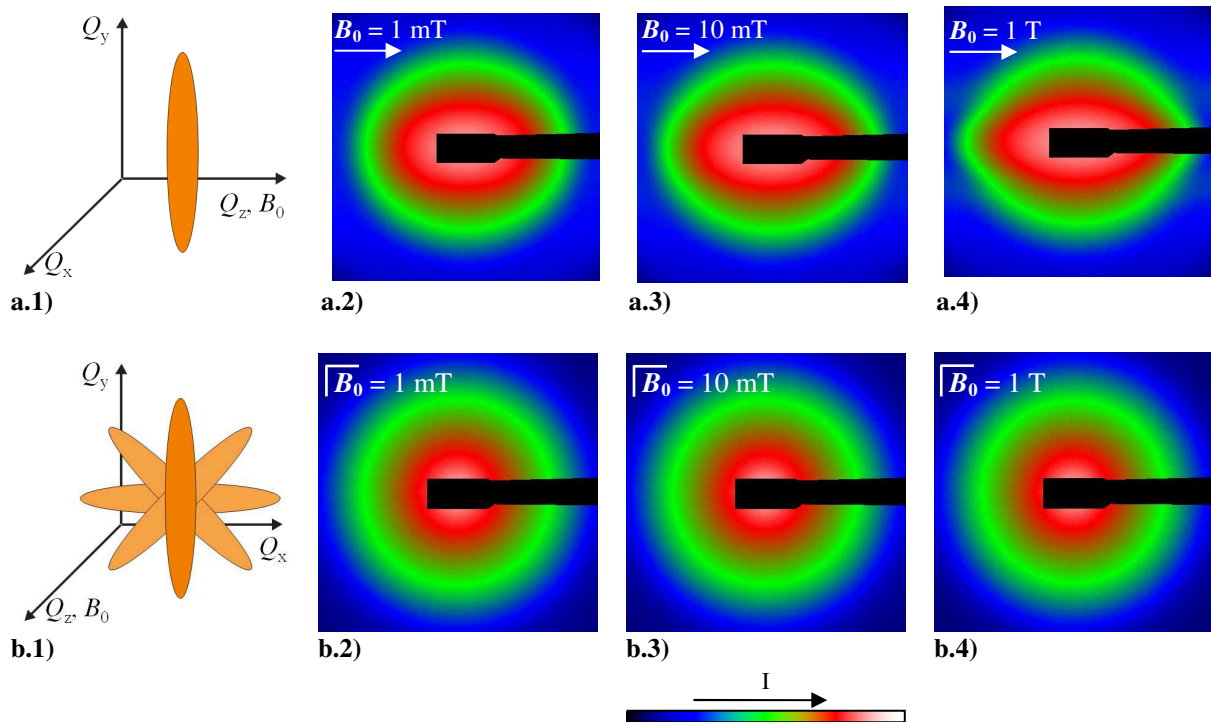 Qy
Qz, B0
Qx
a.1)
B0 = 1 mT
a.2)
B0 = 10 mT
a.3)
B0 = 1 T
a.4)
Qy
Qx
Qz, B0
b.1)
B0 = 1 mT
b.2)
B0 = 10 mT
b.3)
B0 = 1 T
b.4)
I